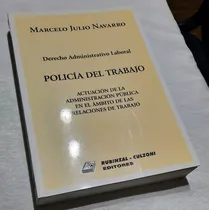 MARCELO JULIO NAVARRO
Derecho Administrativo Laboral
POLICÍA DEL TRABAJO
ACTUACIÓN DE LA
ADMINISTRACIÓN PÚBLICA
EN EL ÁMBITO DE LAS
RELACIONES DE TRABAJO
RUBINZAL - CULZONI
EDITORES